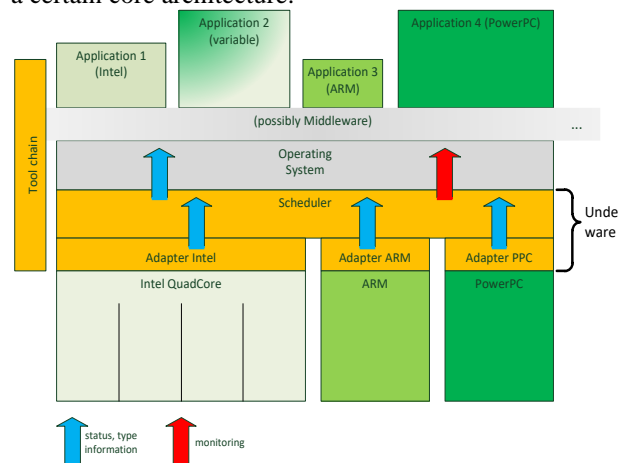 a certain core architecture.
Application 2
(variable)
Application 4 (PowerPC)
Application 1
(Intel)
Application 3
(ARM)
Tool chain
(possibly Middleware)
...
Operating
System
Scheduler
Unde
ware
Adapter Intel
Adapter ARM
Adapter PPC
Intel QuadCore
ARM
PowerPC
status, type
information
monitoring